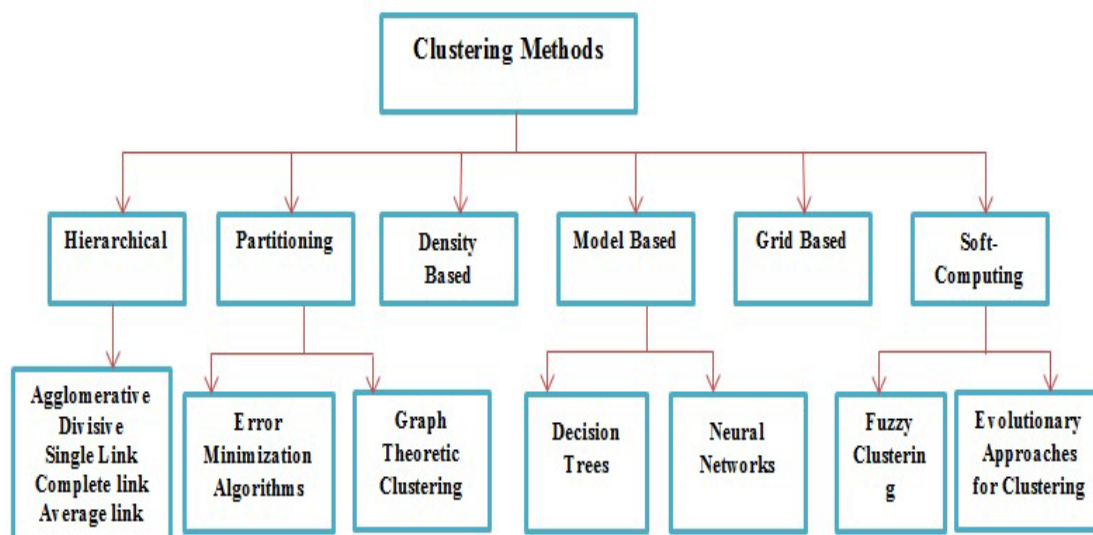 Clustering Methods
Hierarchical
Partitioning
Density
Based
Model Based
Grid Based
Soft-
Computing
Agglomerative
Divisive
Single Link
Complete link
Average link
Error
Minimization
Algorithms
Graph
Theoretic
Clustering
Decision
Trees
Neural
Networks
Fuzzy
Clusterin
g
Evolutionary
Approaches
for Clustering